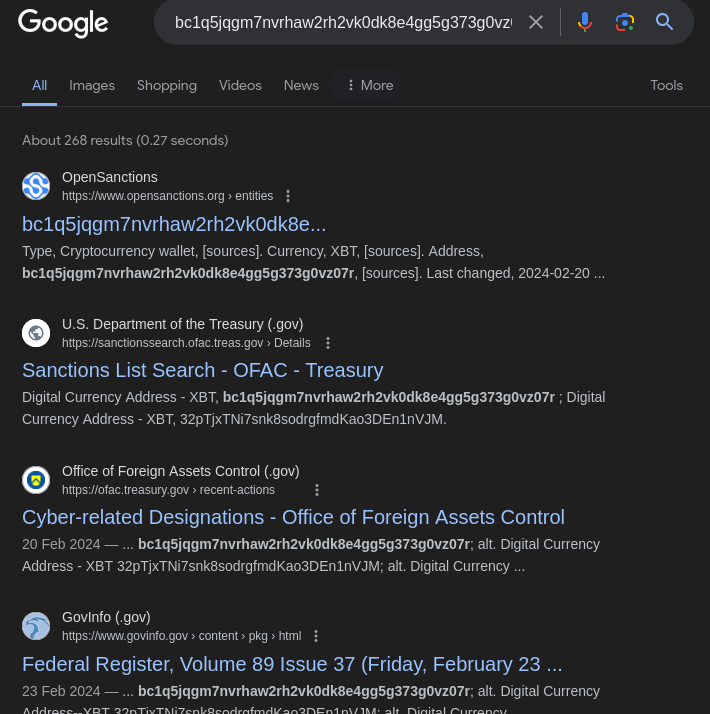 Google
bc1q5jqgm7nvrhaw2rh2vk0dk8e4gg5g373g0vz0
All Images Shopping Videos News More Tools
About 268 results (0.27 seconds)
OpenSanctions
https://www.opensanctions.org › entities
bc1q5jqgm7nvrhaw2rh2vk0dk8e...
Type, Cryptocurrency wallet, [sources]. Currency, XBT, [sources]. Address,
bc1q5jqgm7nvrhaw2rh2vk0dk8e4gg5g373g0vz07r, [sources]. Last changed, 2024-02-20 ...
U.S. Department of the Treasury (.gov)
https://sanctionssearch.ofac.treas.gov › Details
Sanctions List Search - OFAC - Treasury
Digital Currency Address - XBT, bc1q5jqgm7nvrhaw2rh2vk0dk8e4gg5g373g0vz07r ; Digital
Currency Address - XBT, 32pTjxTNi7snk8sodrgfmdKao3DEn1nVJM.
Office of Foreign Assets Control (.gov)
https://ofac.treasury.gov › recent-actions
Cyber-related Designations - Office of Foreign Assets Control
20 Feb 2024 — ... bc1q5jqgm7nvrhaw2rh2vk0dk8e4gg5g373g0vz07r; alt. Digital Currency
Address - XBT 32pTjxTNi7snk8sodrgfmdKao3DEn1nVJM; alt. Digital Currency ...
GovInfo (.gov)
https://www.govinfo.gov › content › pkg › html
Federal Register, Volume 89 Issue 37 (Friday, February 23 ...
23 Feb 2024 — ... bc1q5jqgm7nvrhaw2rh2vk0dk8e4gg5g373g0vz07r; alt. Digital Currency
Address--XBT 32pTjxTNi7snk8sodrgfmdKao3DEn1nVJM; alt. Digital Currency